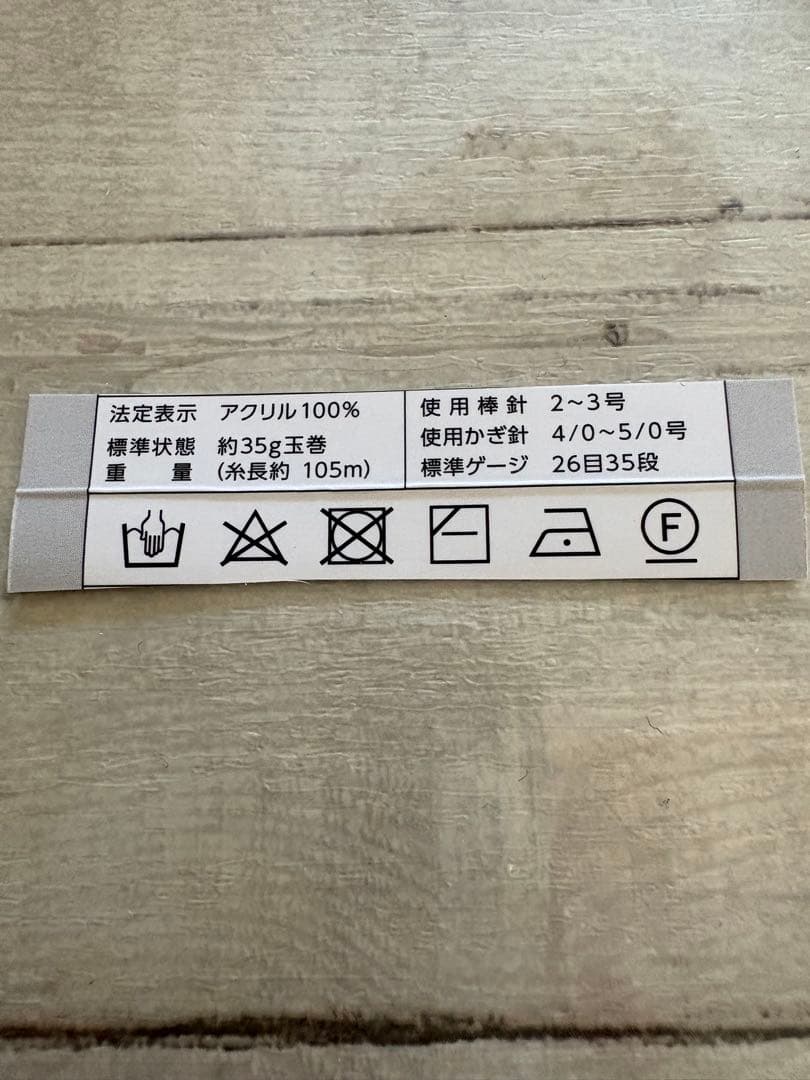 法定表示 アクリル100%
標準状態 約35g玉巻
重量 (糸長約 105m)
使用棒針 2~3号
使用かぎ針 4/0~5/0号
標準ゲージ 26目35段
F